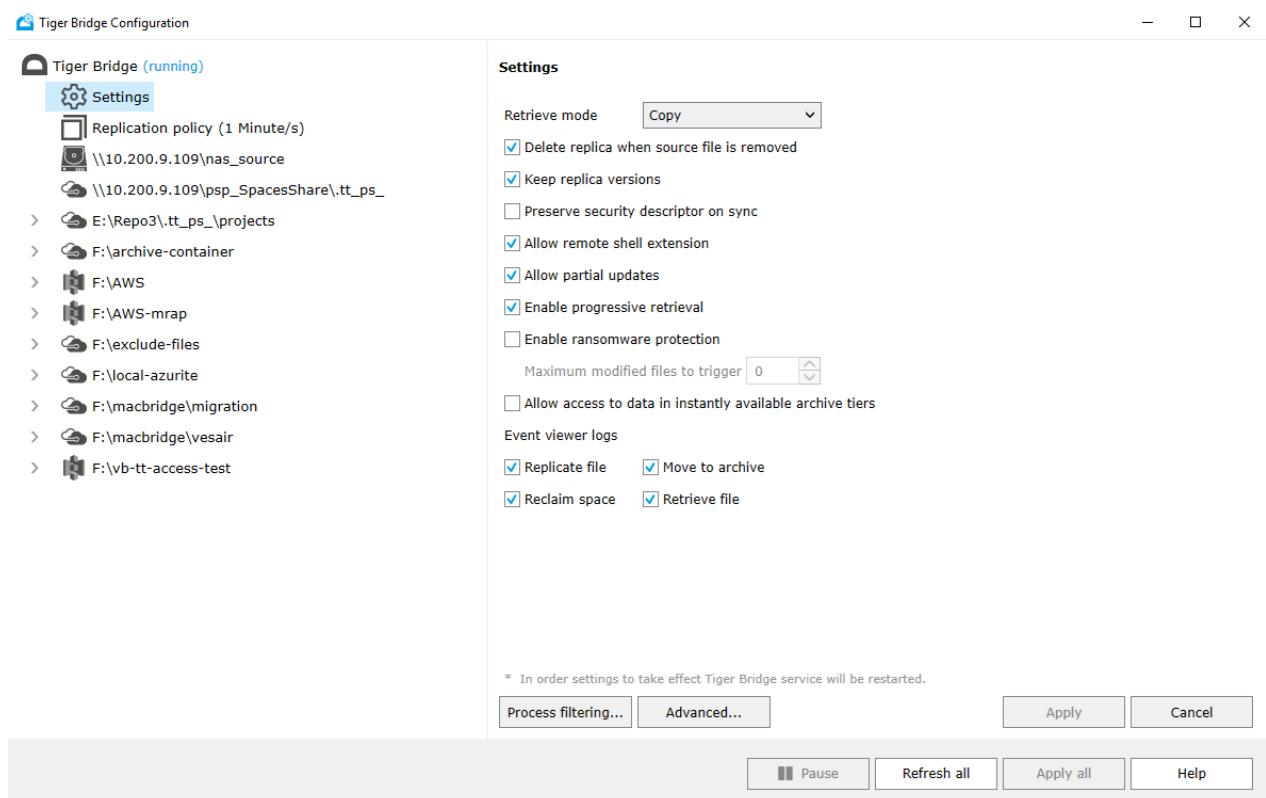 Tiger Bridge Configuration
Tiger Bridge (running)
Settings
Replication policy (1 Minute/s)
\\10.200.9.109\nas_source
\\10.200.9.109\psp_SpacesShare\.tt_ps_
E:\Repo3\.tt_ps_\projects
F:\archive-container
F:\AWS
F:\AWS-mrap
F:\exclude-files
F:\local-azurite
F:\macbridge\migration
F:\macbridge\vesair
F:\vb-tt-access-test
Settings
Retrieve mode Copy
Delete replica when source file is removed
Keep replica versions
Preserve security descriptor on sync
Allow remote shell extension
Allow partial updates
Enable progressive retrieval
Enable ransomware protection
Maximum modified files to trigger 0
Allow access to data in instantly available archive tiers
Event viewer logs
Replicate file Move to archive
Reclaim space Retrieve file
* In order settings to take effect Tiger Bridge service will be restarted.
Process filtering... Advanced... Apply Cancel
Pause Refresh all Apply all Help